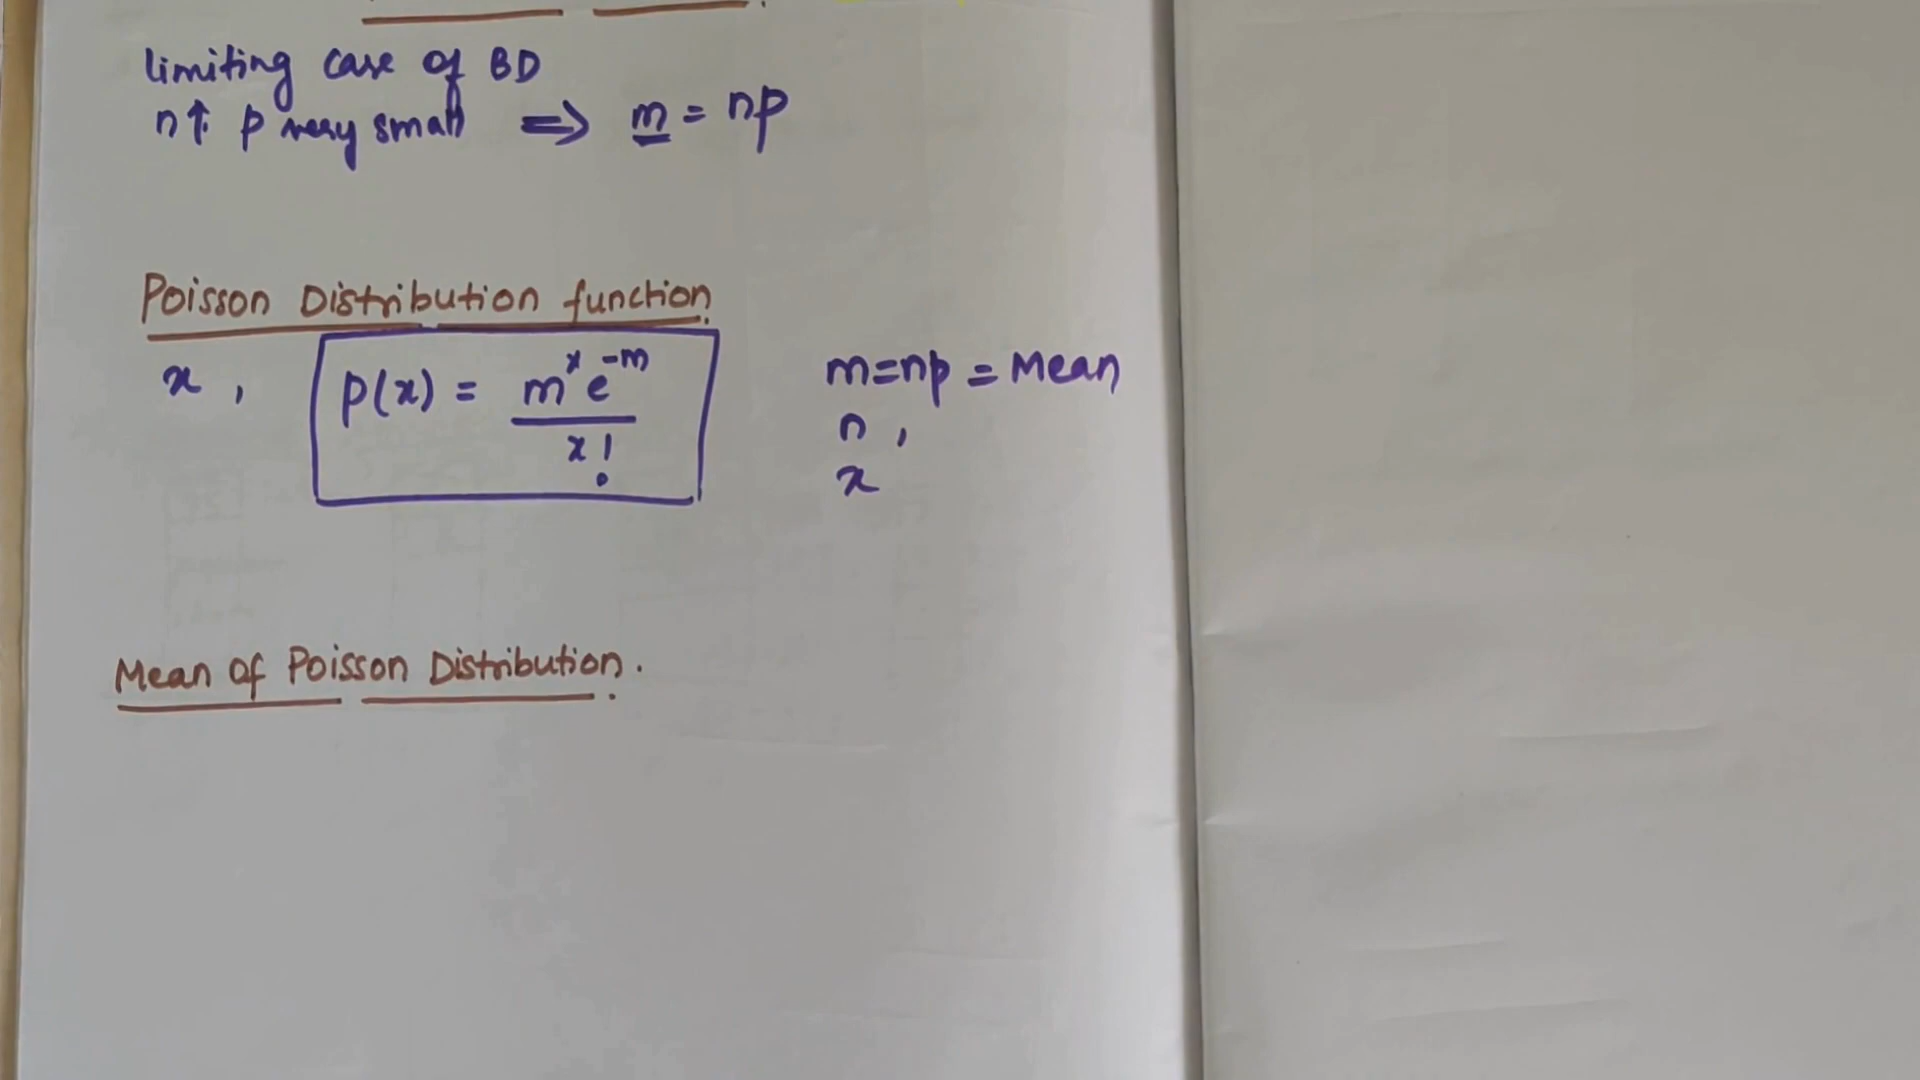 limiting case of BD
n↑ p very small ⇒ m = np
Poisson Distribution function.
x , p(x) = m^x e^-m / x!
m=np = Mean
n ,
x
Mean of Poisson Distribution.